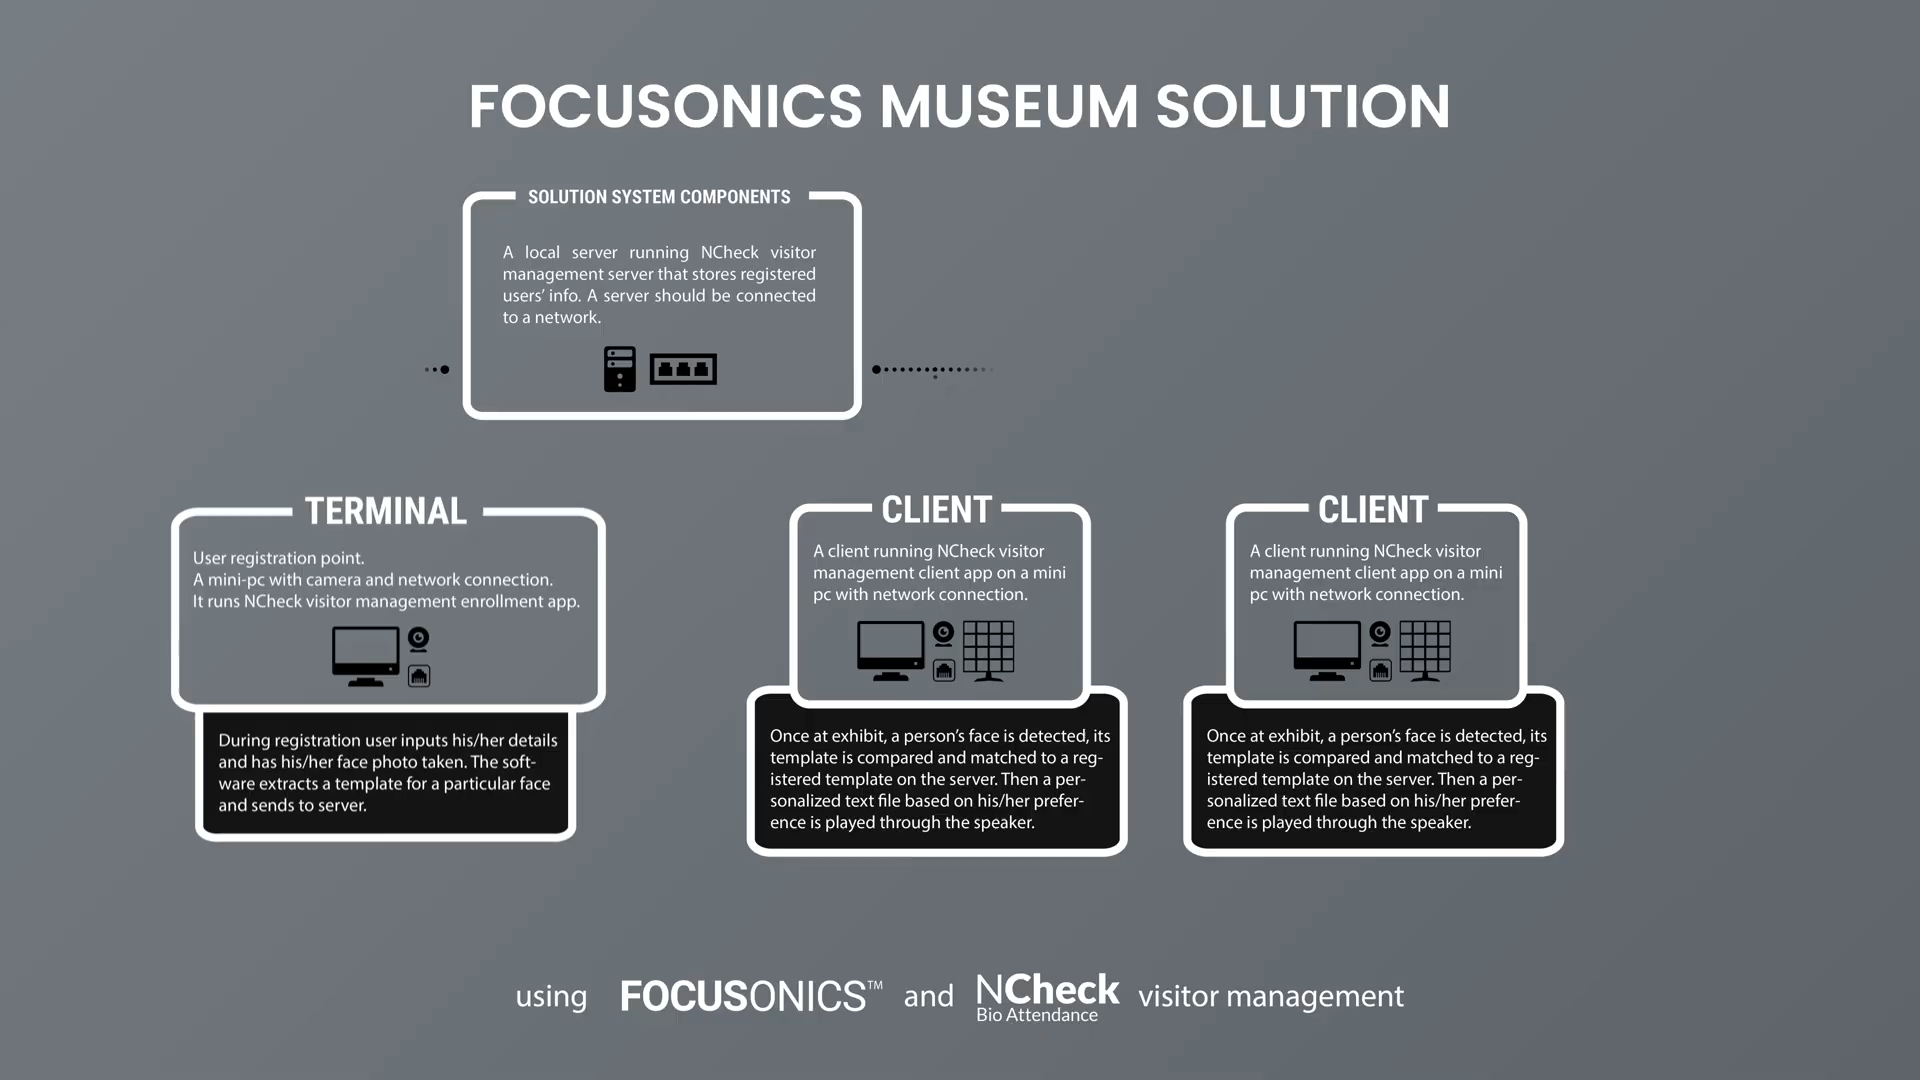 FOCUSONICS MUSEUM SOLUTION
SOLUTION SYSTEM COMPONENTS
A local server running NCheck visitor
management server that stores registered
users’ info. A server should be connected
to a network.
TERMINAL
User registration point.
A mini-pc with camera and network connection.
It runs NCheck visitor management enrollment app.
During registration user inputs his/her details
and has his/her face photo taken. The soft-
ware extracts a template for a particular face
and sends to server.
CLIENT
A client running NCheck visitor
management client app on a mini
pc with network connection.
Once at exhibit, a person’s face is detected, its
template is compared and matched to a reg-
istered template on the server. Then a per-
sonalized text file based on his/her prefer-
ence is played through the speaker.
CLIENT
A client running NCheck visitor
management client app on a mini
pc with network connection.
Once at exhibit, a person’s face is detected, its
template is compared and matched to a reg-
istered template on the server. Then a per-
sonalized text file based on his/her prefer-
ence is played through the speaker.
using FOCUSONICS™ and NCheck visitor management
Bio Attendance